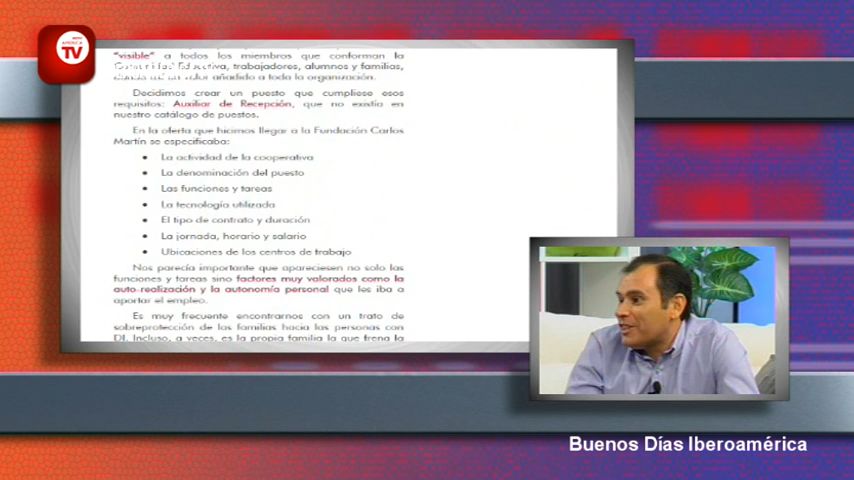 AMERICA
TV
"visible" a todos los miembros que conforman la
Comunidad Educativa, trabajadores, alumnos y familias,
valor añadido a toda la organización.
Decidimos crear un puesto que cumpliese esos
requisitos: Auxiliar de Recepción, que no existía en
nuestro catálogo de puestos.
En la oferta que hicimos llegar a la Fundación Carlos
Martín se especificaba:
• La actividad de la cooperativa
• La denominación del puesto
• Las funciones y tareas
• La tecnología utilizada
• El tipo de contrato y duración
• La jornada, horario y salario
• Ubicaciones de los centros de trabajo
Nos parecía importante que apareciesen no solo las
funciones y tareas sino factores muy valorados como la
auto-realización y la autonomía personal que les iba a
aportar el empleo.
Es muy frecuente encontrarnos con un trato de
sobreprotección de las familias hacia las personas con
DI. Incluso, a veces, es la propia familia la que frena la
Buenos Días Iberoamérica